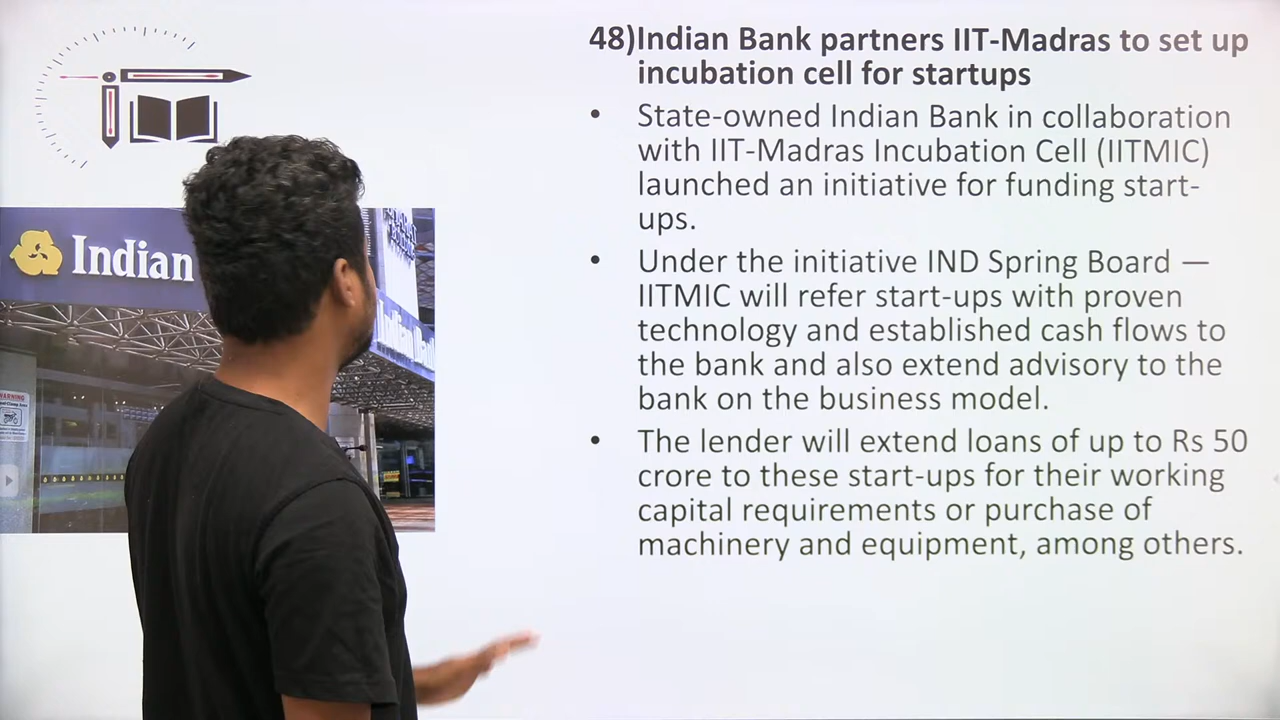 48)Indian Bank partners IIT-Madras to set up
incubation cell for startups
• State-owned Indian Bank in collaboration
with IIT-Madras Incubation Cell (IITMIC)
launched an initiative for funding start-
ups.
• Under the initiative IND Spring Board —
IITMIC will refer start-ups with proven
technology and established cash flows to
the bank and also extend advisory to the
bank on the business model.
• The lender will extend loans of up to Rs 50
crore to these start-ups for their working
capital requirements or purchase of
machinery and equipment, among others.
Indian
Indian Bank
WARNING